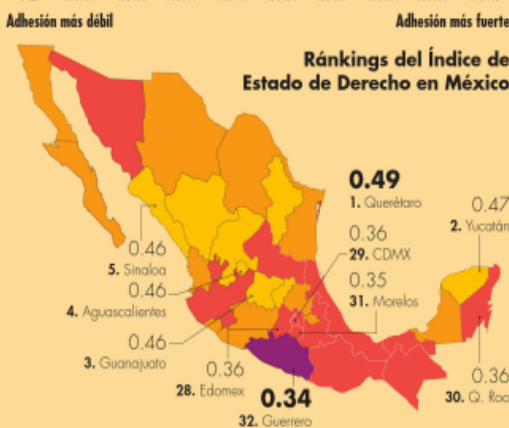 Adhesión más débil
Adhesión más fuerte
Ránkings del Índice de
Estado de Derecho en México
0.49
1. Querétaro
0.47
2. Yucatán
0.36
29. CDMX
0.35
31. Morelos
0.46
5. Sinaloa
0.46
4. Aguascalientes
0.46
3. Guanajuato
0.36
28. Edomex
0.34
32. Guerrero
0.36
30. Q. Roo